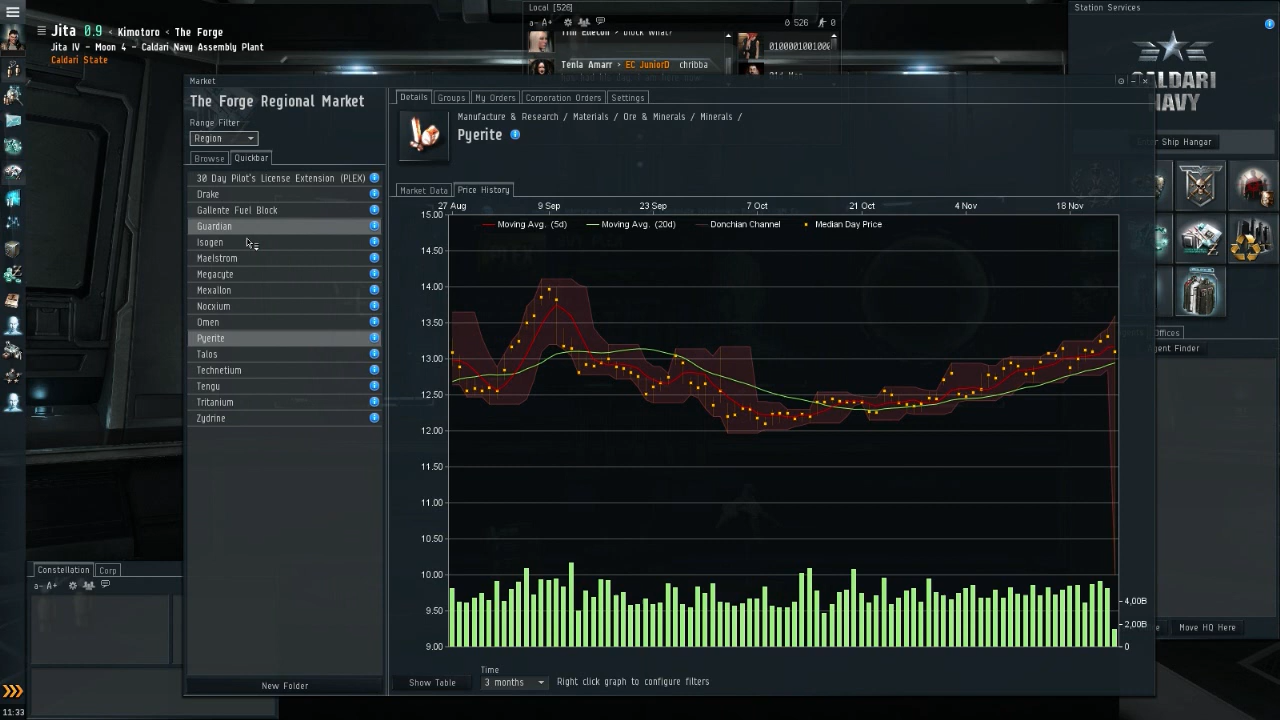 Local [526]
a- A+
0 526
0
Jita 0.9 < Kimotoro < The Forge
Jita IV - Moon 4 - Caldari Navy Assembly Plant
Caldari State
Tenla Amarr > EC JuniorD chribba
Station Services
CALDARI
NAVY
Ship Hangar
Offices
Agent Finder
Move HQ Here
Market
The Forge Regional Market
Range Filter
Region
Browse Quickbar
30 Day Pilot's License Extension (PLEX)
Drake
Gallente Fuel Block
Guardian
Isogen
Maelstrom
Megacyte
Mexallon
Nocxium
Omen
Pyerite
Talos
Technetium
Tengu
Tritanium
Zydrine
New Folder
Details Groups My Orders Corporation Orders Settings
Manufacture & Research / Materials / Ore & Minerals / Minerals /
Pyerite
Market Data Price History
27 Aug 9 Sep 23 Sep 7 Oct 21 Oct 4 Nov 18 Nov
Moving Avg. (5d) Moving Avg. (20d) Donchian Channel Median Day Price
15.00
14.50
14.00
13.50
13.00
12.50
12.00
11.50
11.00
10.50
10.00
9.50
9.00
4,00B
2,00B
0
Time
Show Table 3 months Right click graph to configure filters
Constellation Corp
a- A+
11:33